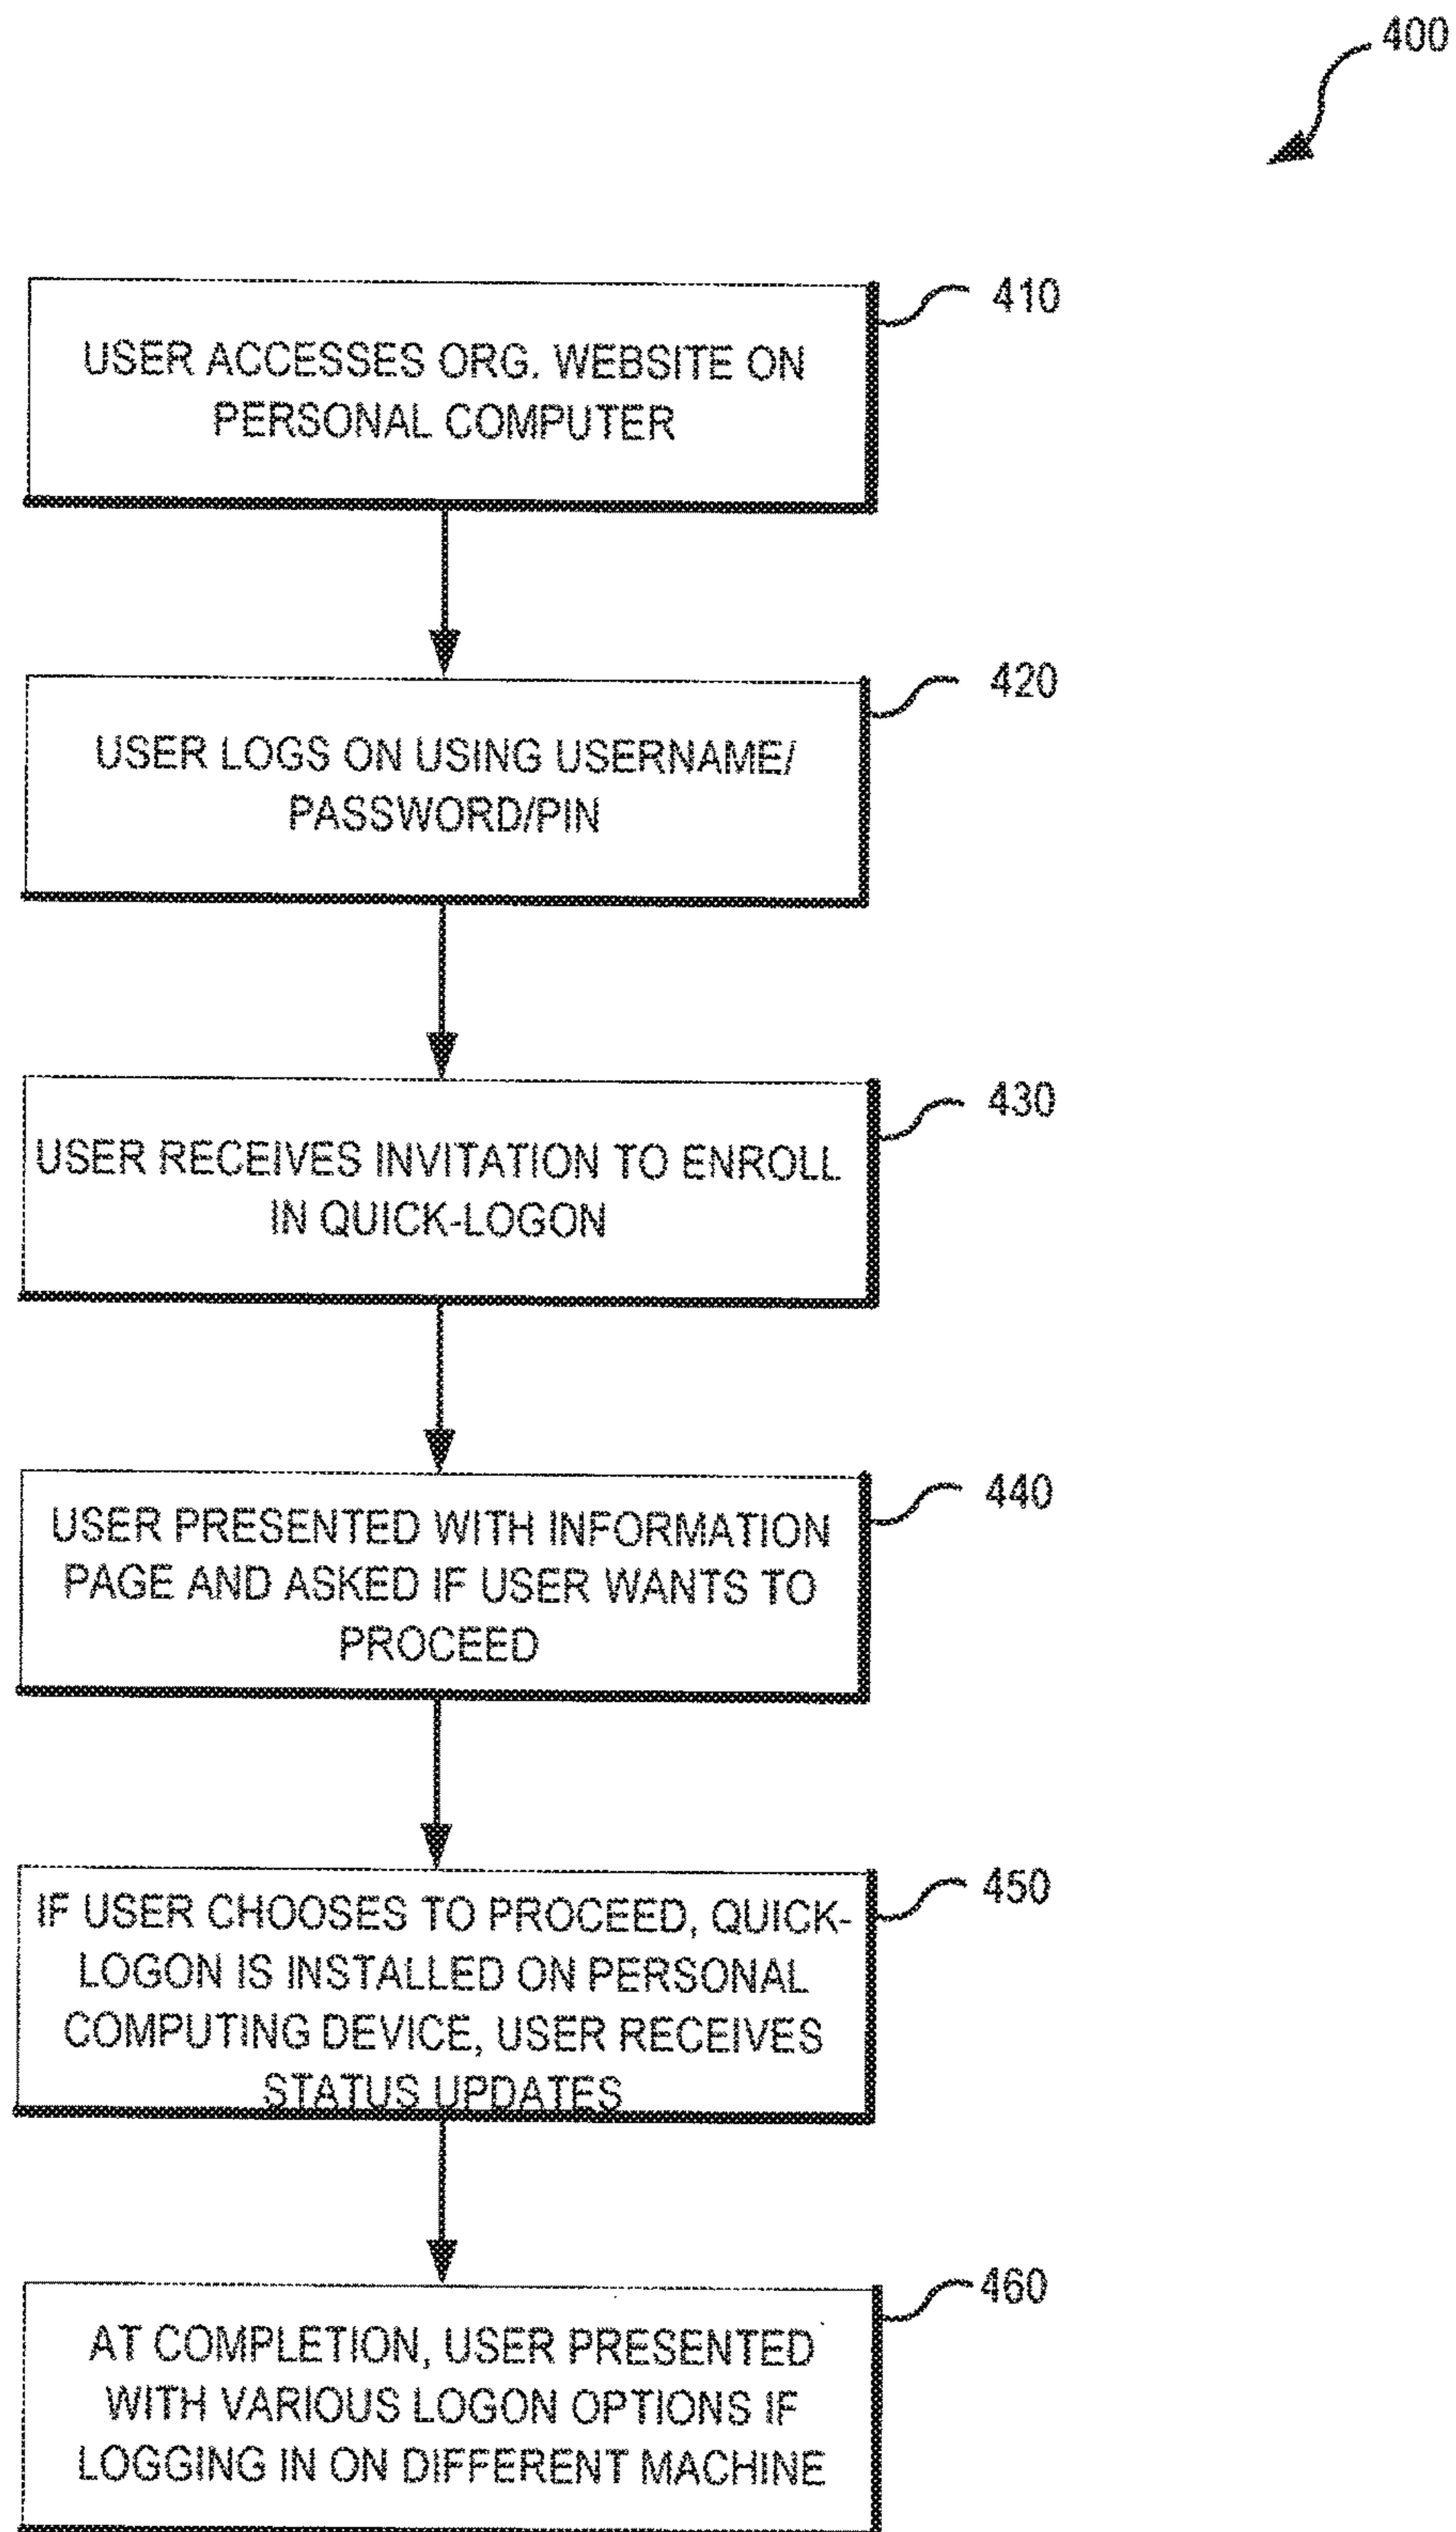 400
410
USER ACCESSES ORG. WEBSITE ON
PERSONAL COMPUTER
420
USER LOGS ON USING USERNAME/
PASSWORD/PIN
430
USER RECEIVES INVITATION TO ENROLL
IN QUICK-LOGON
440
USER PRESENTED WITH INFORMATION
PAGE AND ASKED IF USER WANTS TO
PROCEED
450
IF USER CHOOSES TO PROCEED, QUICK-
LOGON IS INSTALLED ON PERSONAL
COMPUTING DEVICE, USER RECEIVES
STATUS UPDATES
460
AT COMPLETION, USER PRESENTED
WITH VARIOUS LOGON OPTIONS IF
LOGGING IN ON DIFFERENT MACHINE